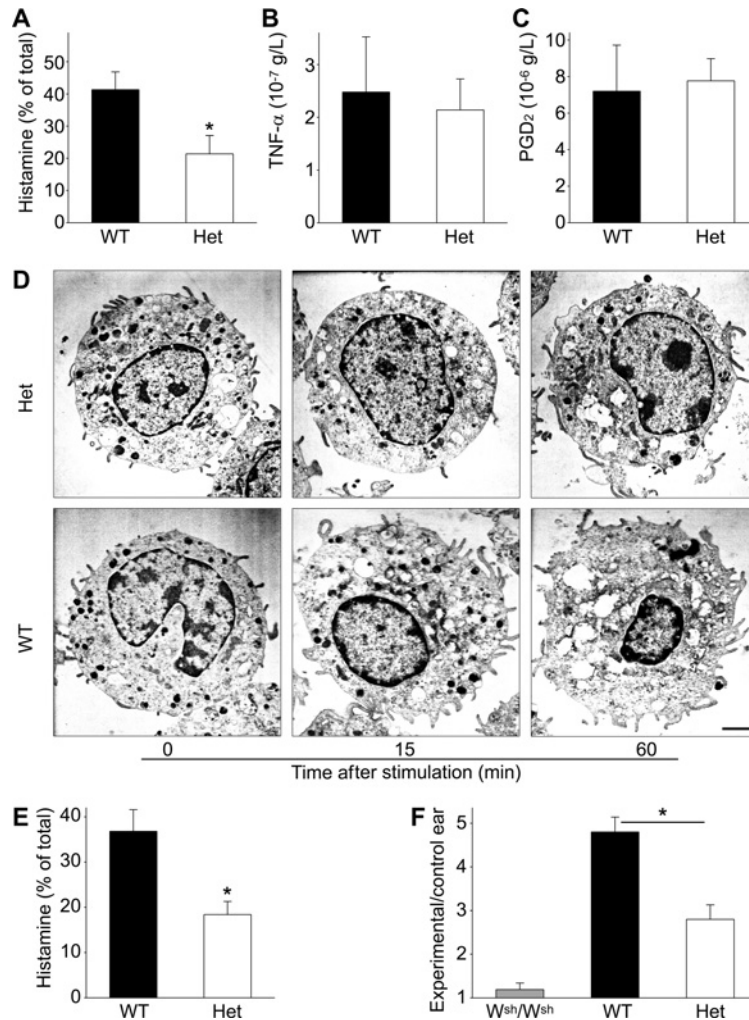 A
Histamine (% of total)
50
40
30
20
10
0
*
WT Het
B
TNF-α (10⁻⁷ g/L)
3
2
1
0
WT Het
C
PGD₂ (10⁻⁶ g/L)
10
8
6
4
2
0
WT Het
D
Het
WT
0 15 60
Time after stimulation (min)
E
Histamine (% of total)
40
30
20
10
0
*
WT Het
F
Experimental/control ear
5
4
3
2
1
*
Wˢʰ/Wˢʰ WT Het